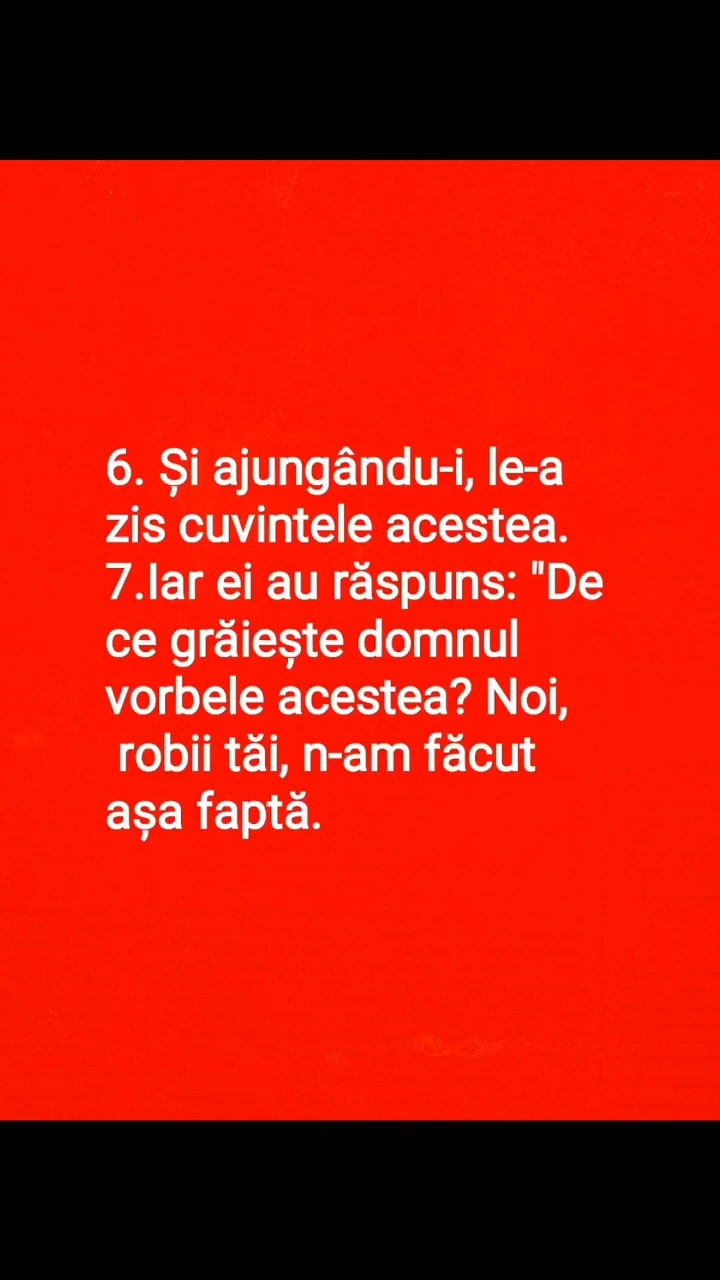 6. Și ajungându-i, le-a
zis cuvintele acestea.
7.Iar ei au răspuns: "De
ce grăiește domnul
vorbele acestea? Noi,
robii tăi, n-am făcut
așa faptă.